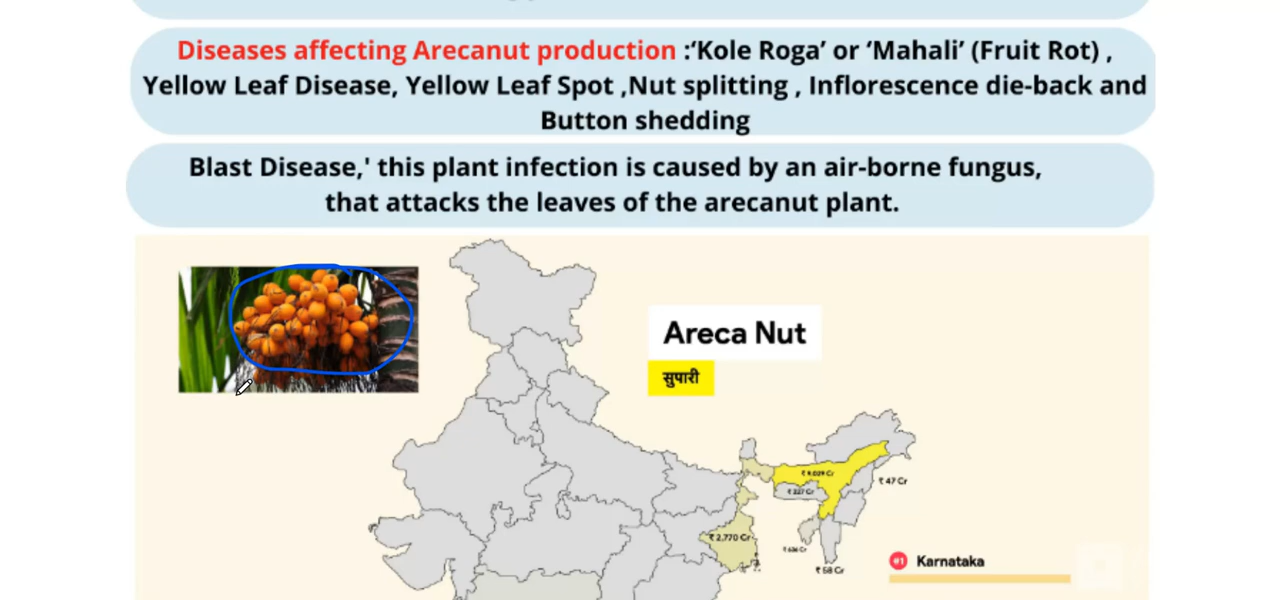 Diseases affecting Arecanut production :‘Kole Roga’ or ‘Mahali’ (Fruit Rot) ,
Yellow Leaf Disease, Yellow Leaf Spot ,Nut splitting , Inflorescence die-back and
Button shedding
Blast Disease,' this plant infection is caused by an air-borne fungus,
that attacks the leaves of the arecanut plant.
Areca Nut
सुपारी
₹ 47 Cr
₹ 2,770 Cr
₹ 58 Cr
#1 Karnataka